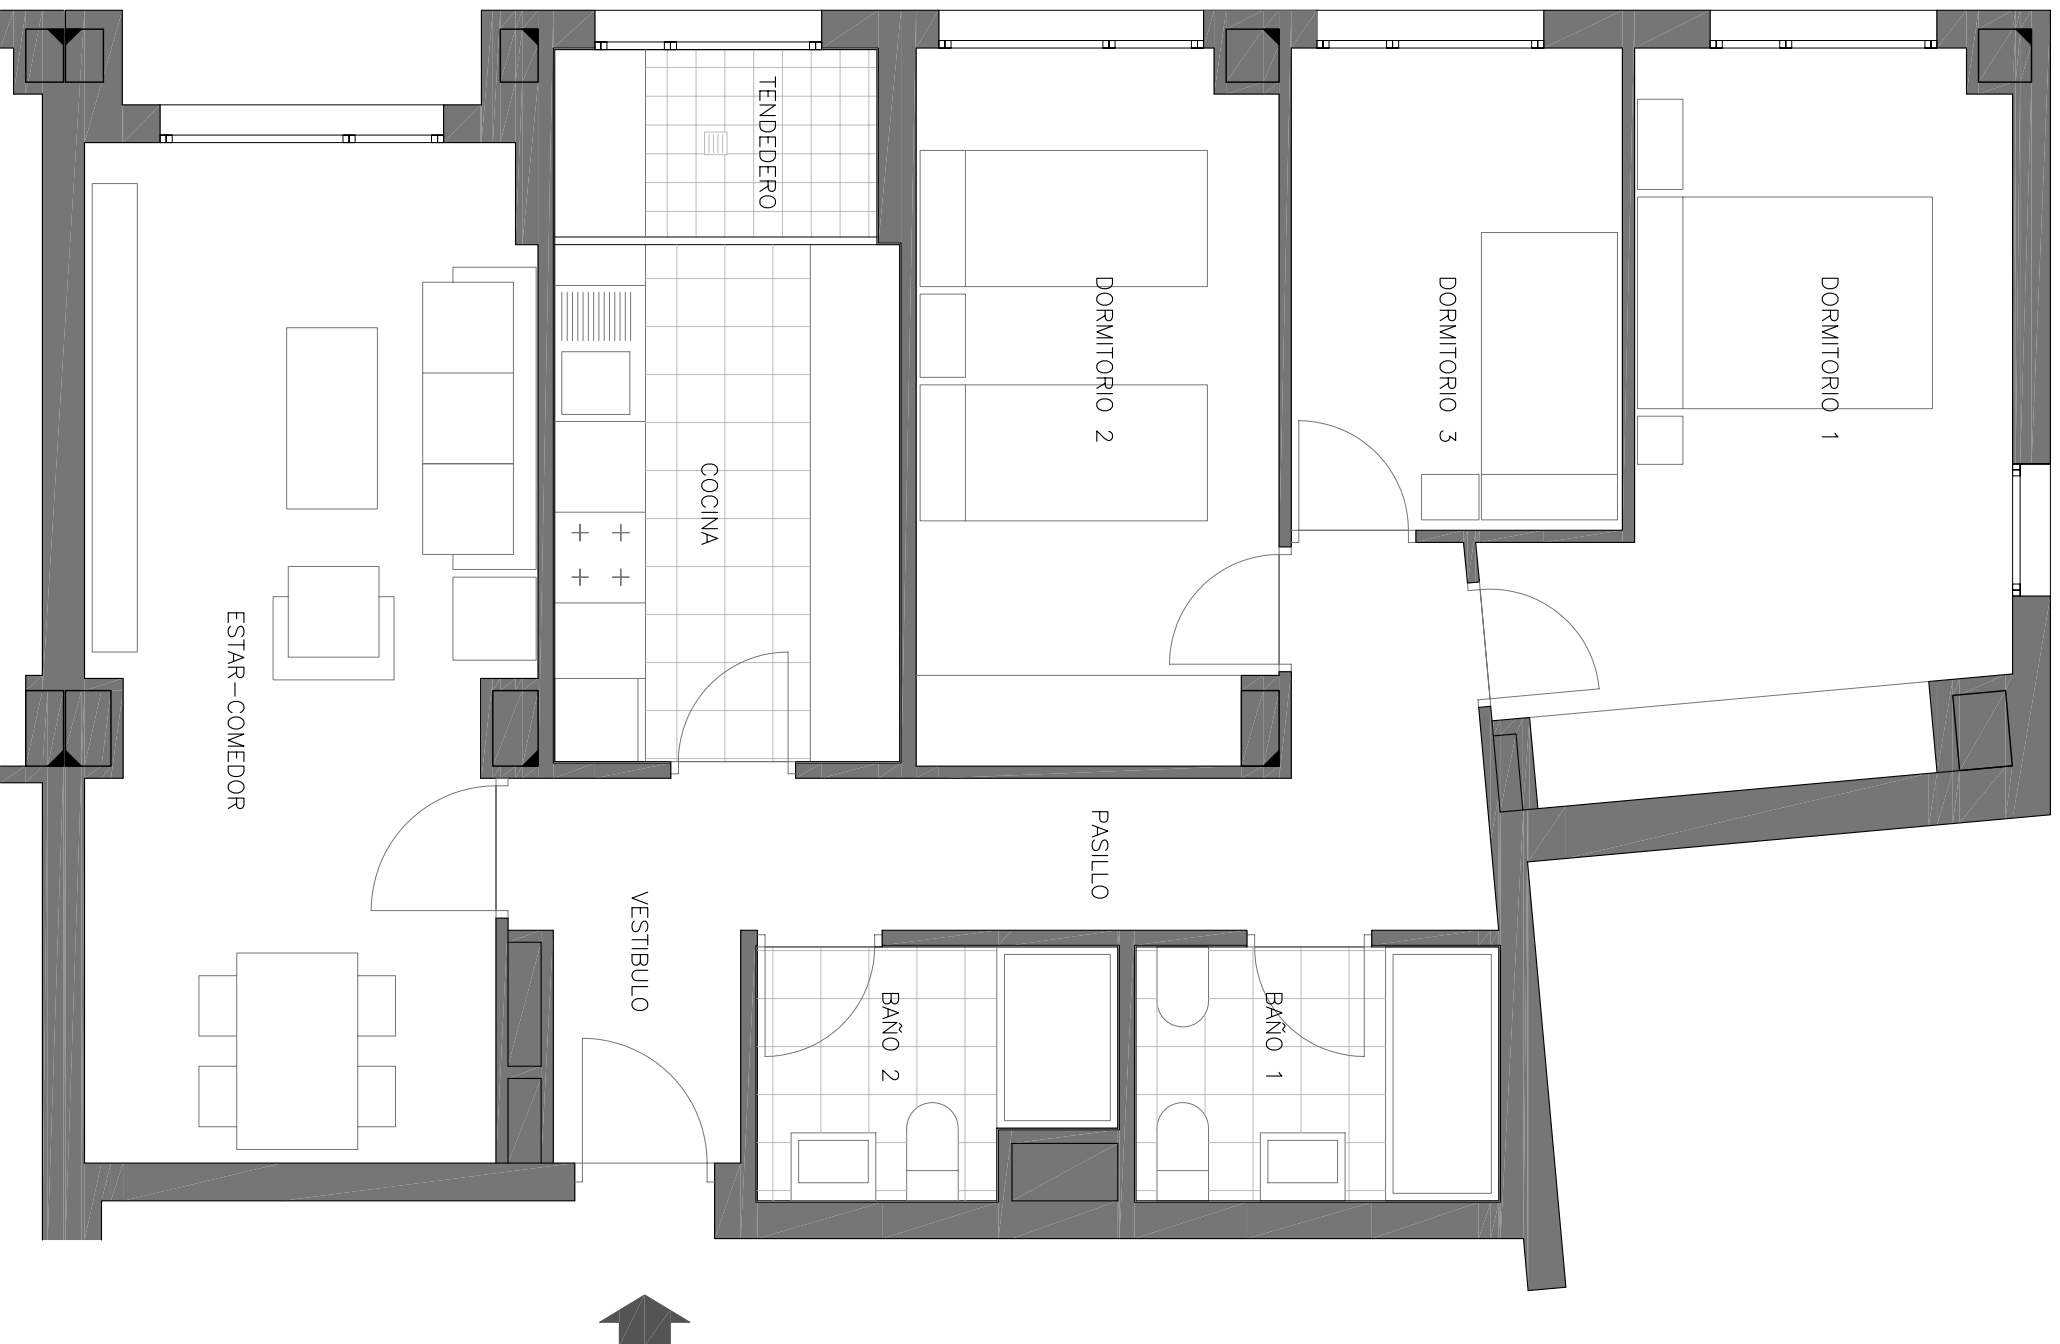 TENDEDERO
DORMITORIO 2
DORMITORIO 3
DORMITORIO 1
COCINA
ESTAR-COMEDOR
PASILLO
VESTIBULO
BAÑO 2
BAÑO 1